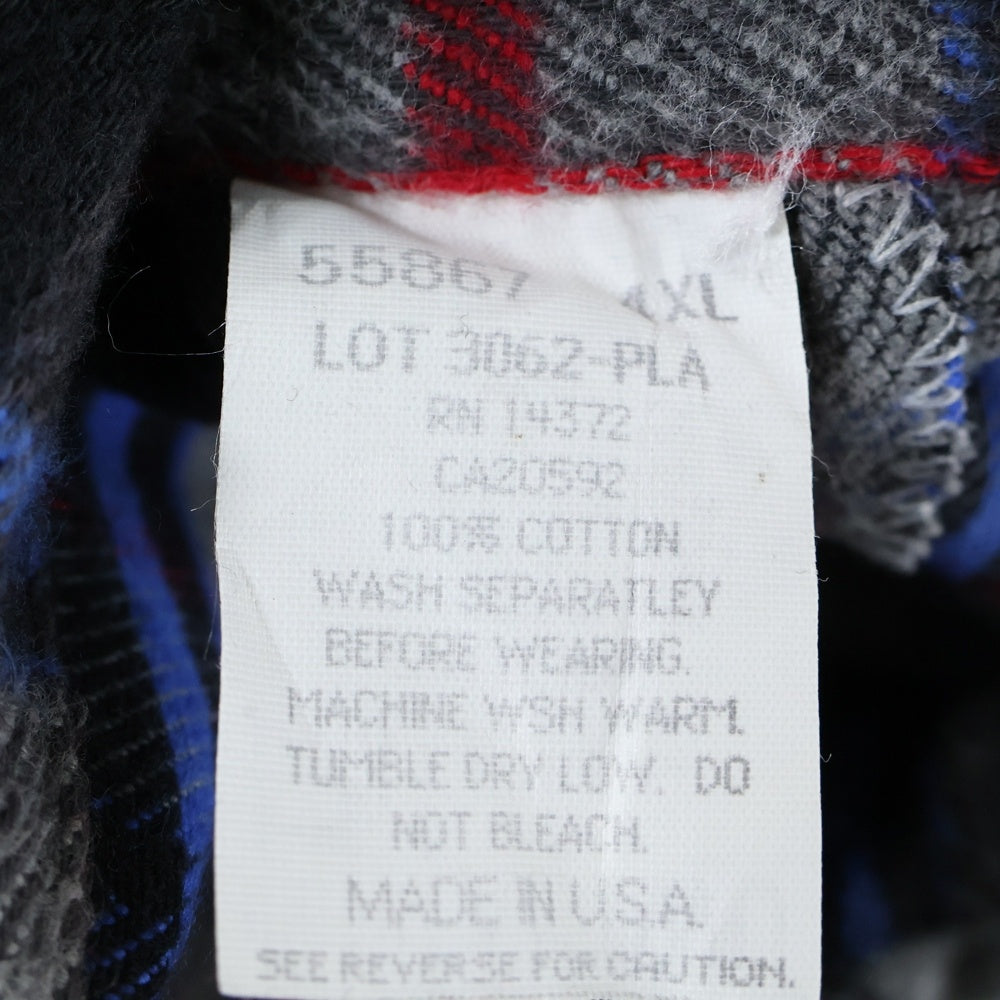 55867 4XL
LOT 3062-PLA
RN 14372
CA20592
100% COTTON
WASH SEPARATLEY
BEFORE WEARING.
MACHINE WSH WARM.
TUMBLE DRY LOW. DO
NOT BLEACH.
MADE IN U.S.A.
SEE REVERSE FOR CAUTION.